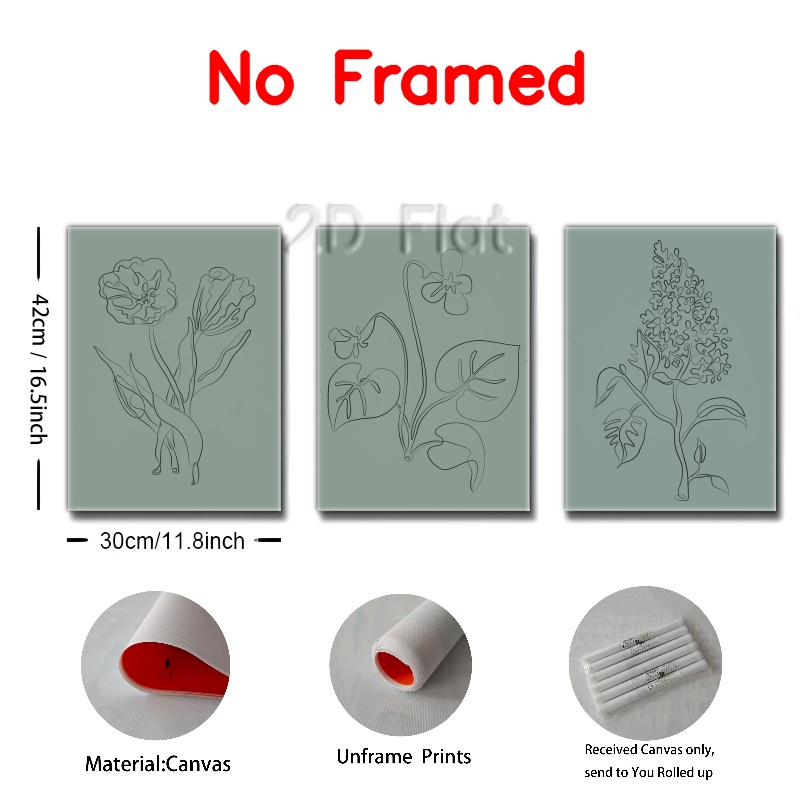 No Framed
2.D Flat
42cm / 16.5inch
30cm/11.8inch
Material:Canvas
Unframe Prints
Received Canvas only,
send to You Rolled up